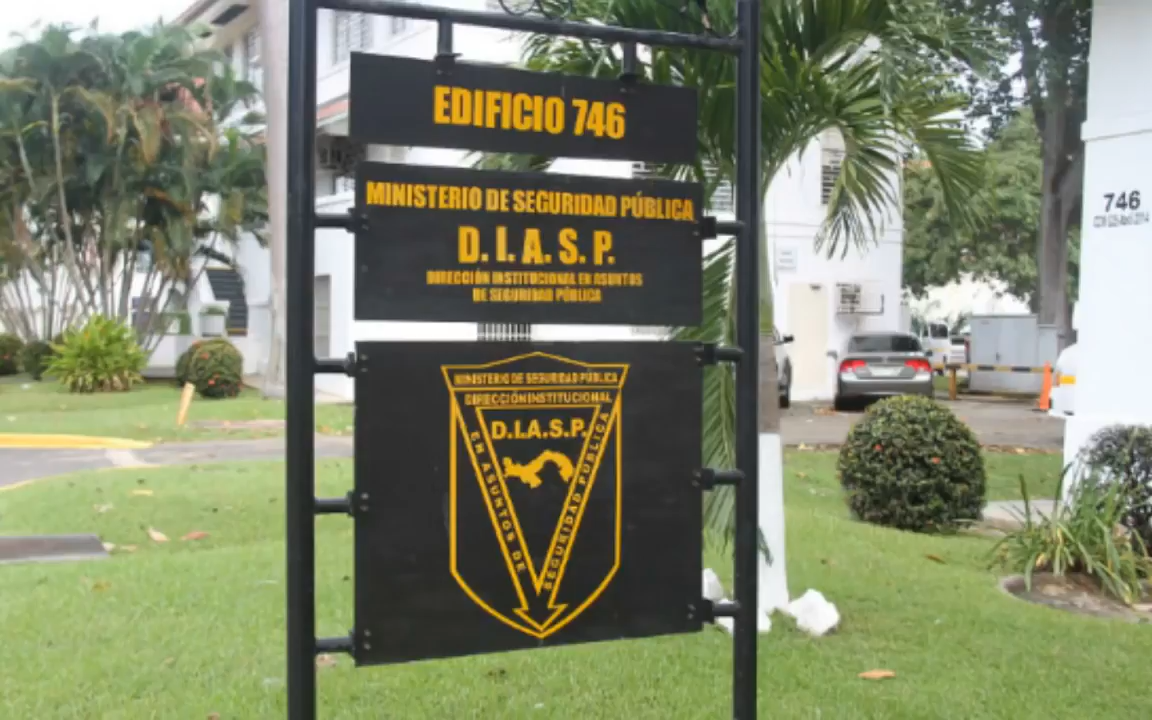 EDIFICIO 746
MINISTERIO DE SEGURIDAD PÚBLICA
D. I. A. S. P.
DIRECCIÓN INSTITUCIONAL EN ASUNTOS
DE SEGURIDAD PÚBLICA
MINISTERIO DE SEGURIDAD PÚBLICA
DIRECCIÓN INSTITUCIONAL
D.I.A.S.P.
EN ASUNTOS DE
SEGURIDAD PÚBLICA
746